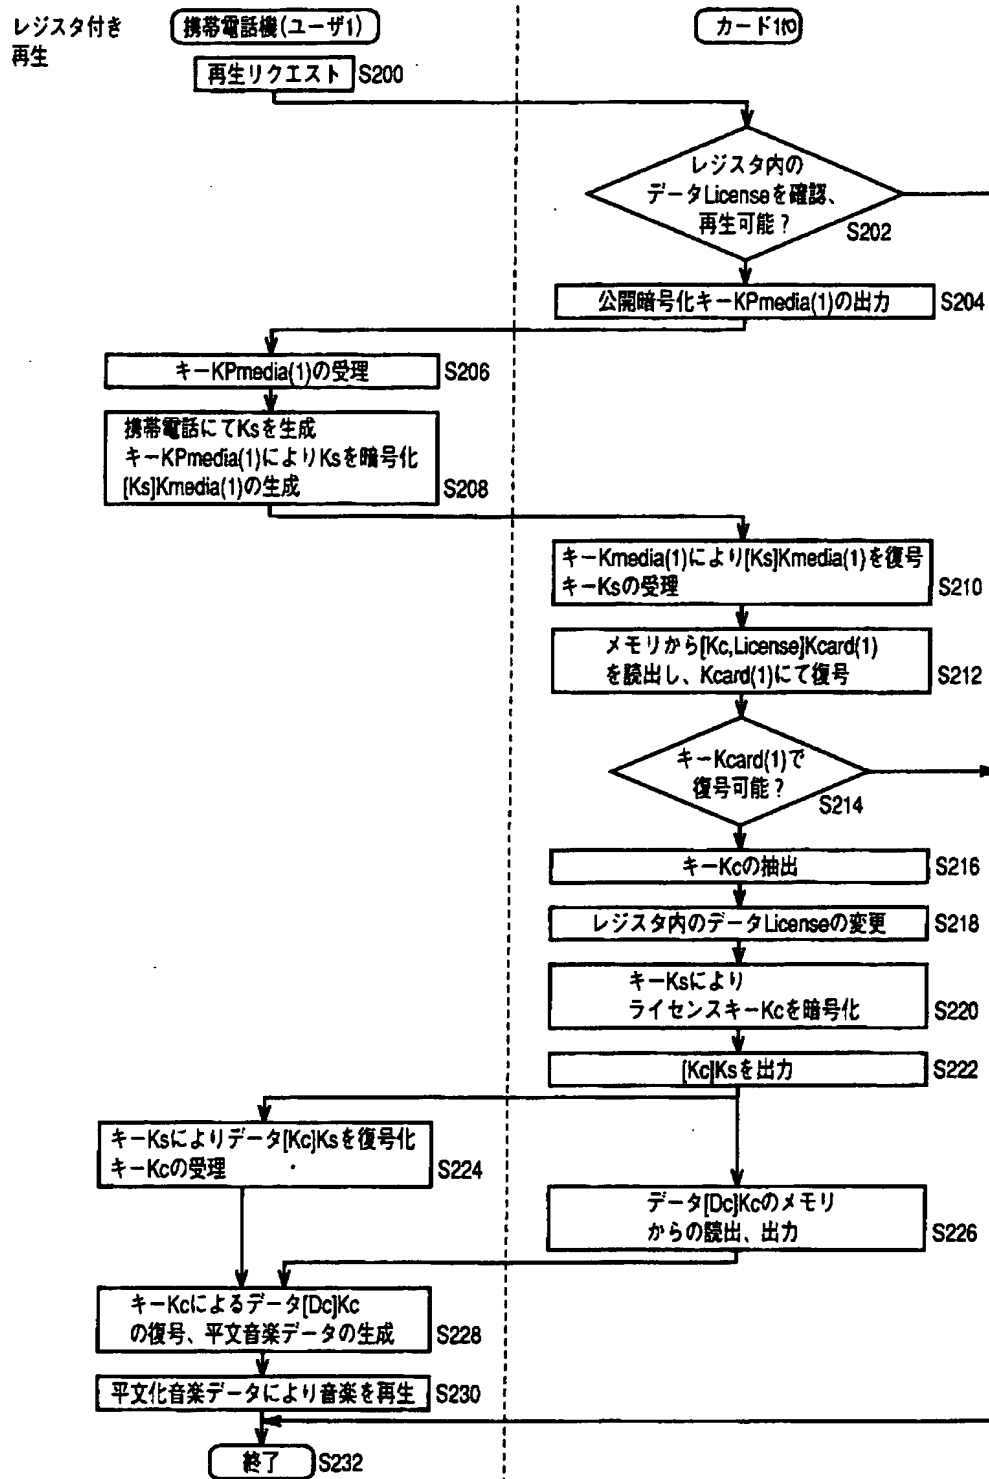 レジスタ付き
再生
携帯電話機(ユーザ1)
カード110
再生リクエスト S200
レジスタ内の
データLicenseを確認、
再生可能？
S202
公開暗号化キーKPmedia(1)の出力 S204
キーKPmedia(1)の受理 S206
携帯電話にてKsを生成
キーKPmedia(1)によりKsを暗号化
[Ks]Kmedia(1)の生成 S208
キーKmedia(1)により[Ks]Kmedia(1)を復号
キーKsの受理 S210
メモリから[Kc,License]Kcard(1)
を読出し、Kcard(1)にて復号 S212
キーKcard(1)で
復号可能？
S214
キーKcの抽出 S216
レジスタ内のデータLicenseの変更 S218
キーKsにより
ライセンスキーKcを暗号化 S220
[Kc]Ksを出力 S222
キーKsによりデータ[Kc]Ksを復号化
キーKcの受理 S224
データ[Dc]Kcのメモリ
からの読出、出力 S226
キーKcによるデータ[Dc]Kc
の復号、平文音楽データの生成 S228
平文化音楽データにより音楽を再生 S230
終了 S232